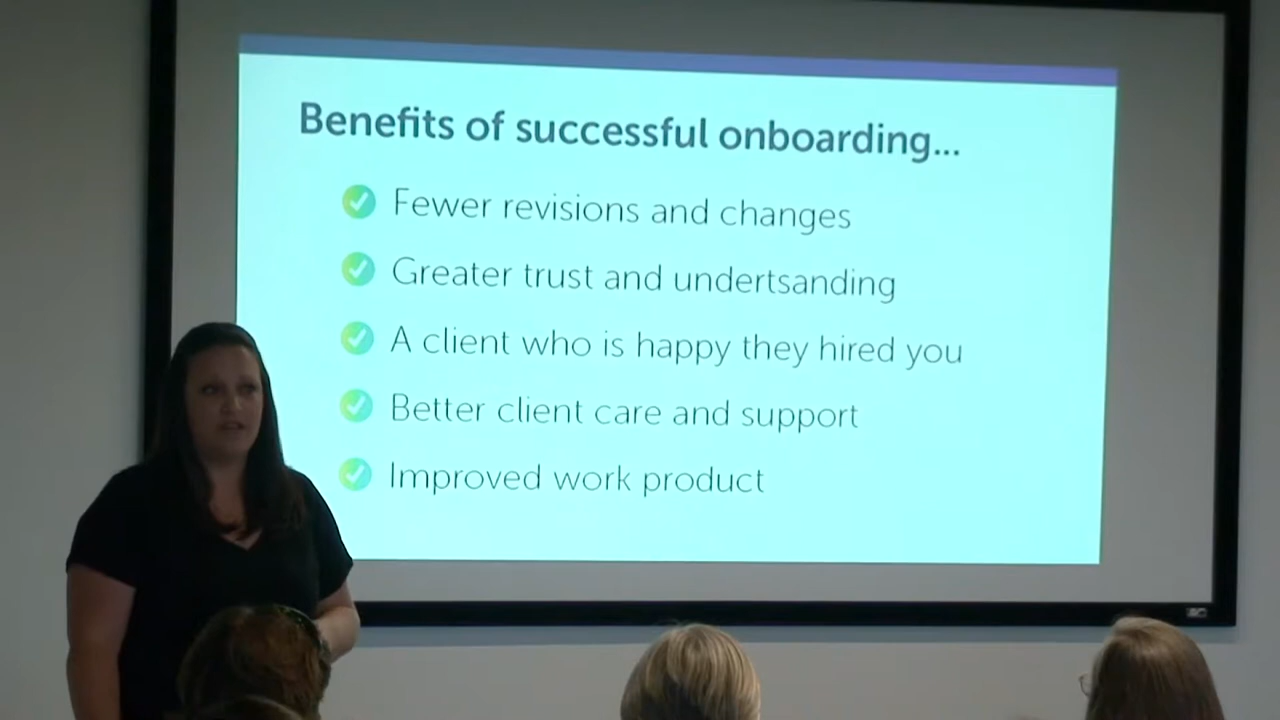 Benefits of successful onboarding...
Fewer revisions and changes
Greater trust and undertsanding
A client who is happy they hired you
Better client care and support
Improved work product